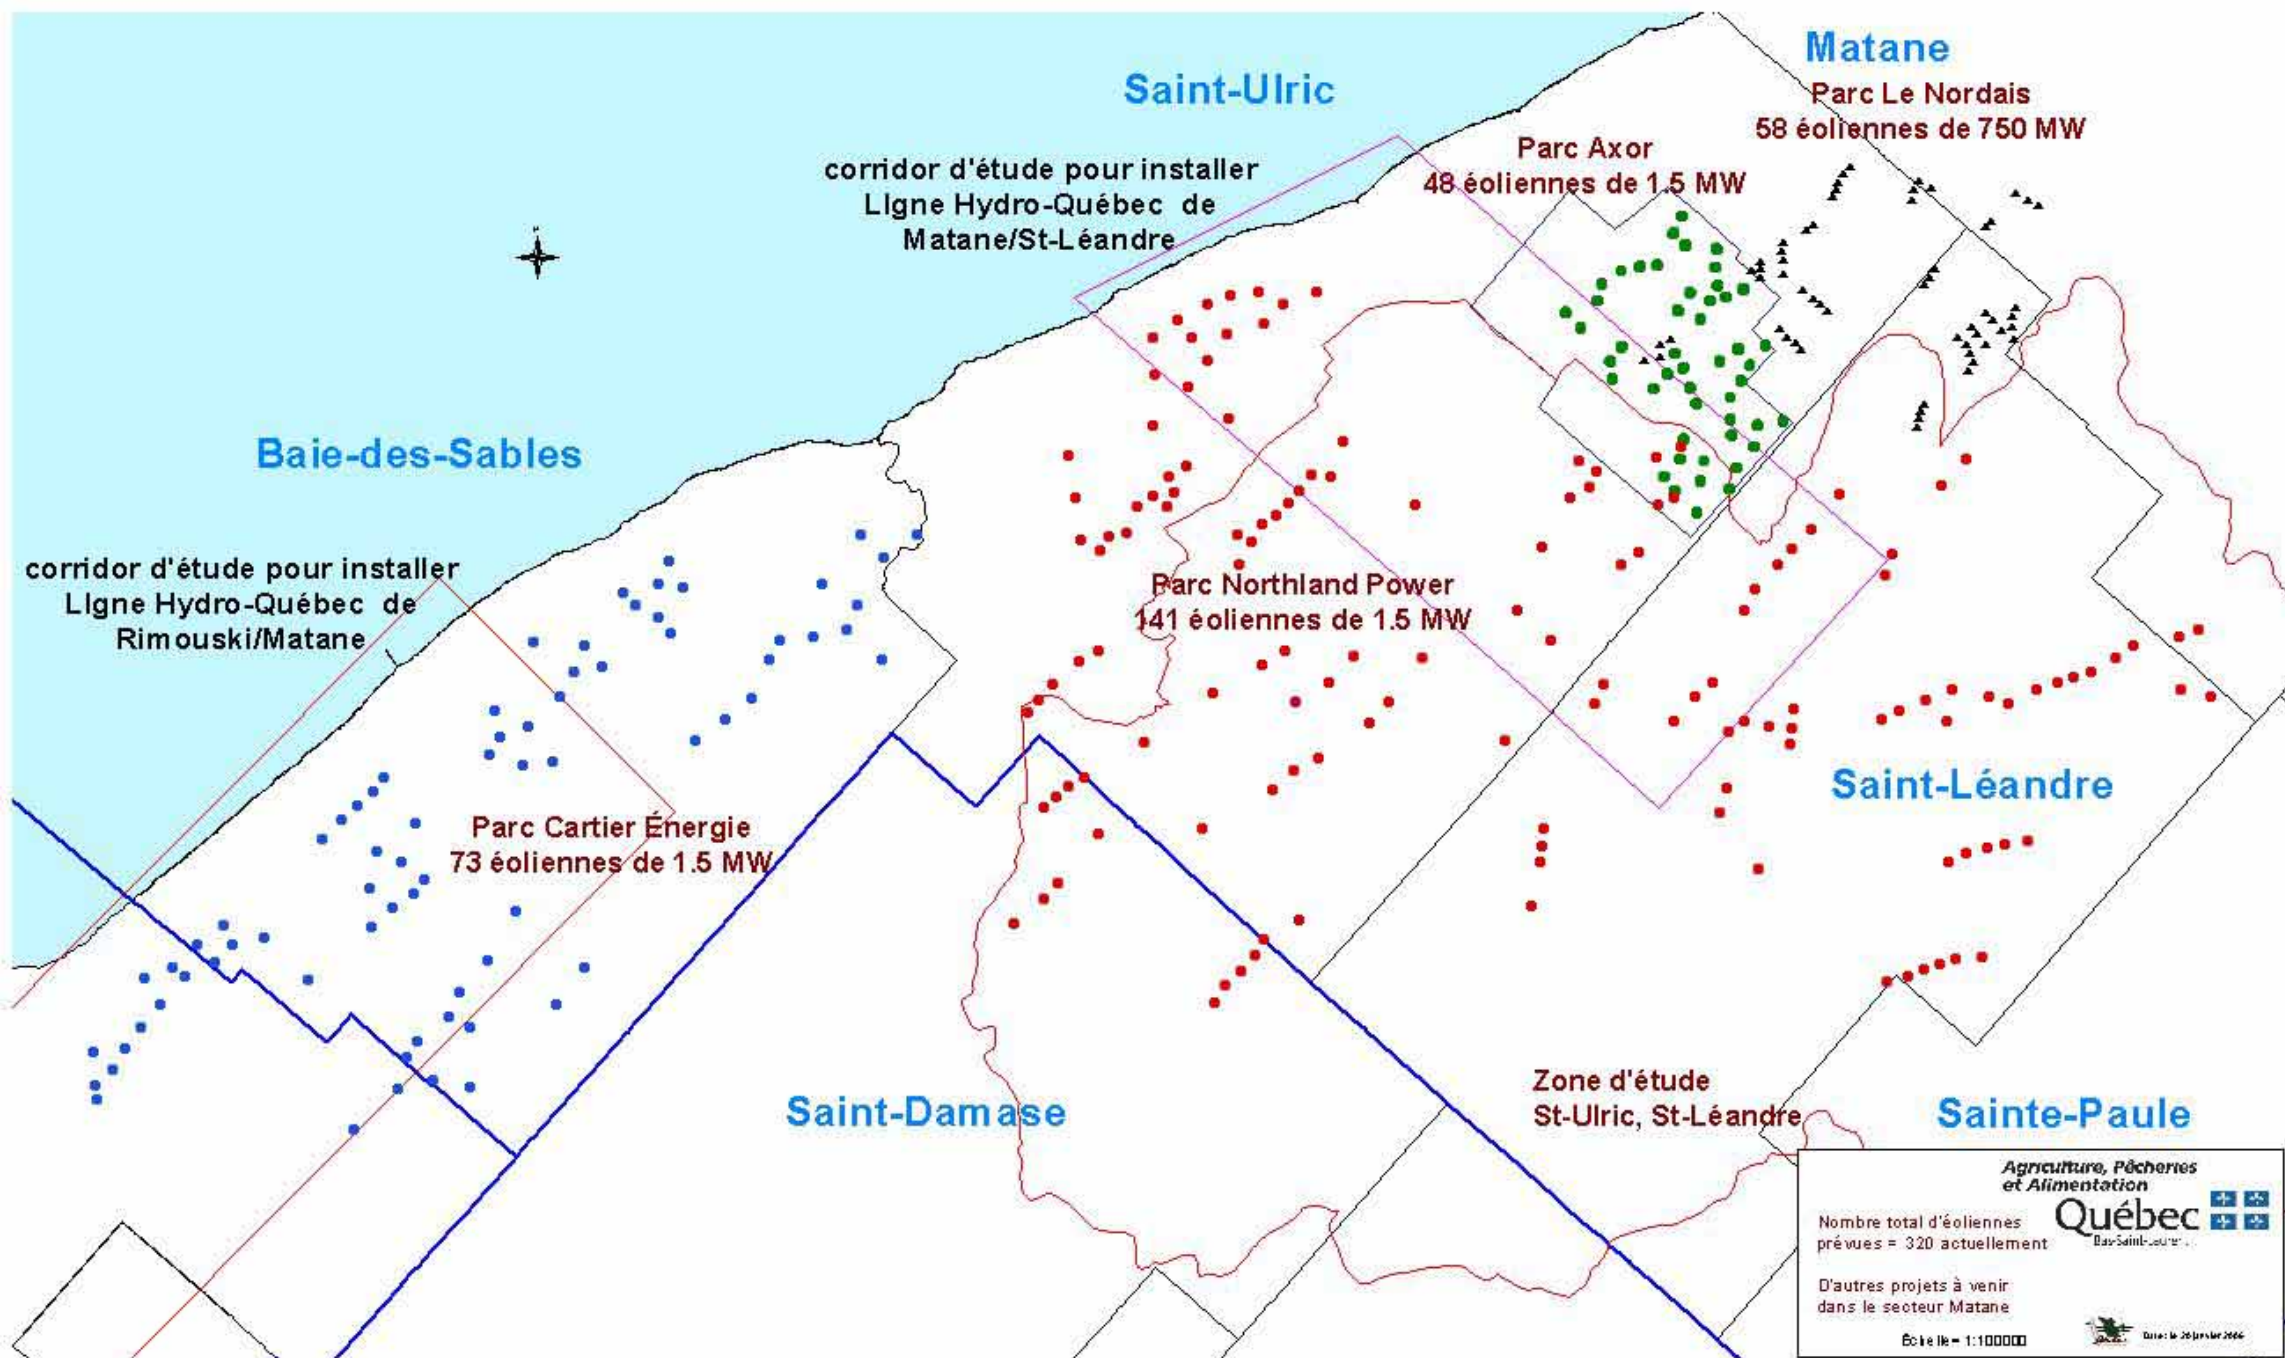 Matane
Parc Le Nordais
58 éoliennes de 750 MW
Saint-Ulric
Parc Axor
48 éoliennes de 1.5 MW
corridor d'étude pour installer
LIgne Hydro-Québec de
Matane/St-Léandre
Baie-des-Sables
corridor d'étude pour installer
LIgne Hydro-Québec de
Rimouski/Matane
Parc Northland Power
141 éoliennes de 1.5 MW
Saint-Léandre
Parc Cartier Énergie
73 éoliennes de 1.5 MW
Zone d'étude
St-Ulric, St-Léandre
Saint-Damase
Sainte-Paule
Agriculture, Pêcheries
et Alimentation
Québec
Bas-Saint-Laurent
Nombre total d'éoliennes
prévues = 320 actuellement
D'autres projets à venir
dans le secteur Matane
Échelle= 1:100000